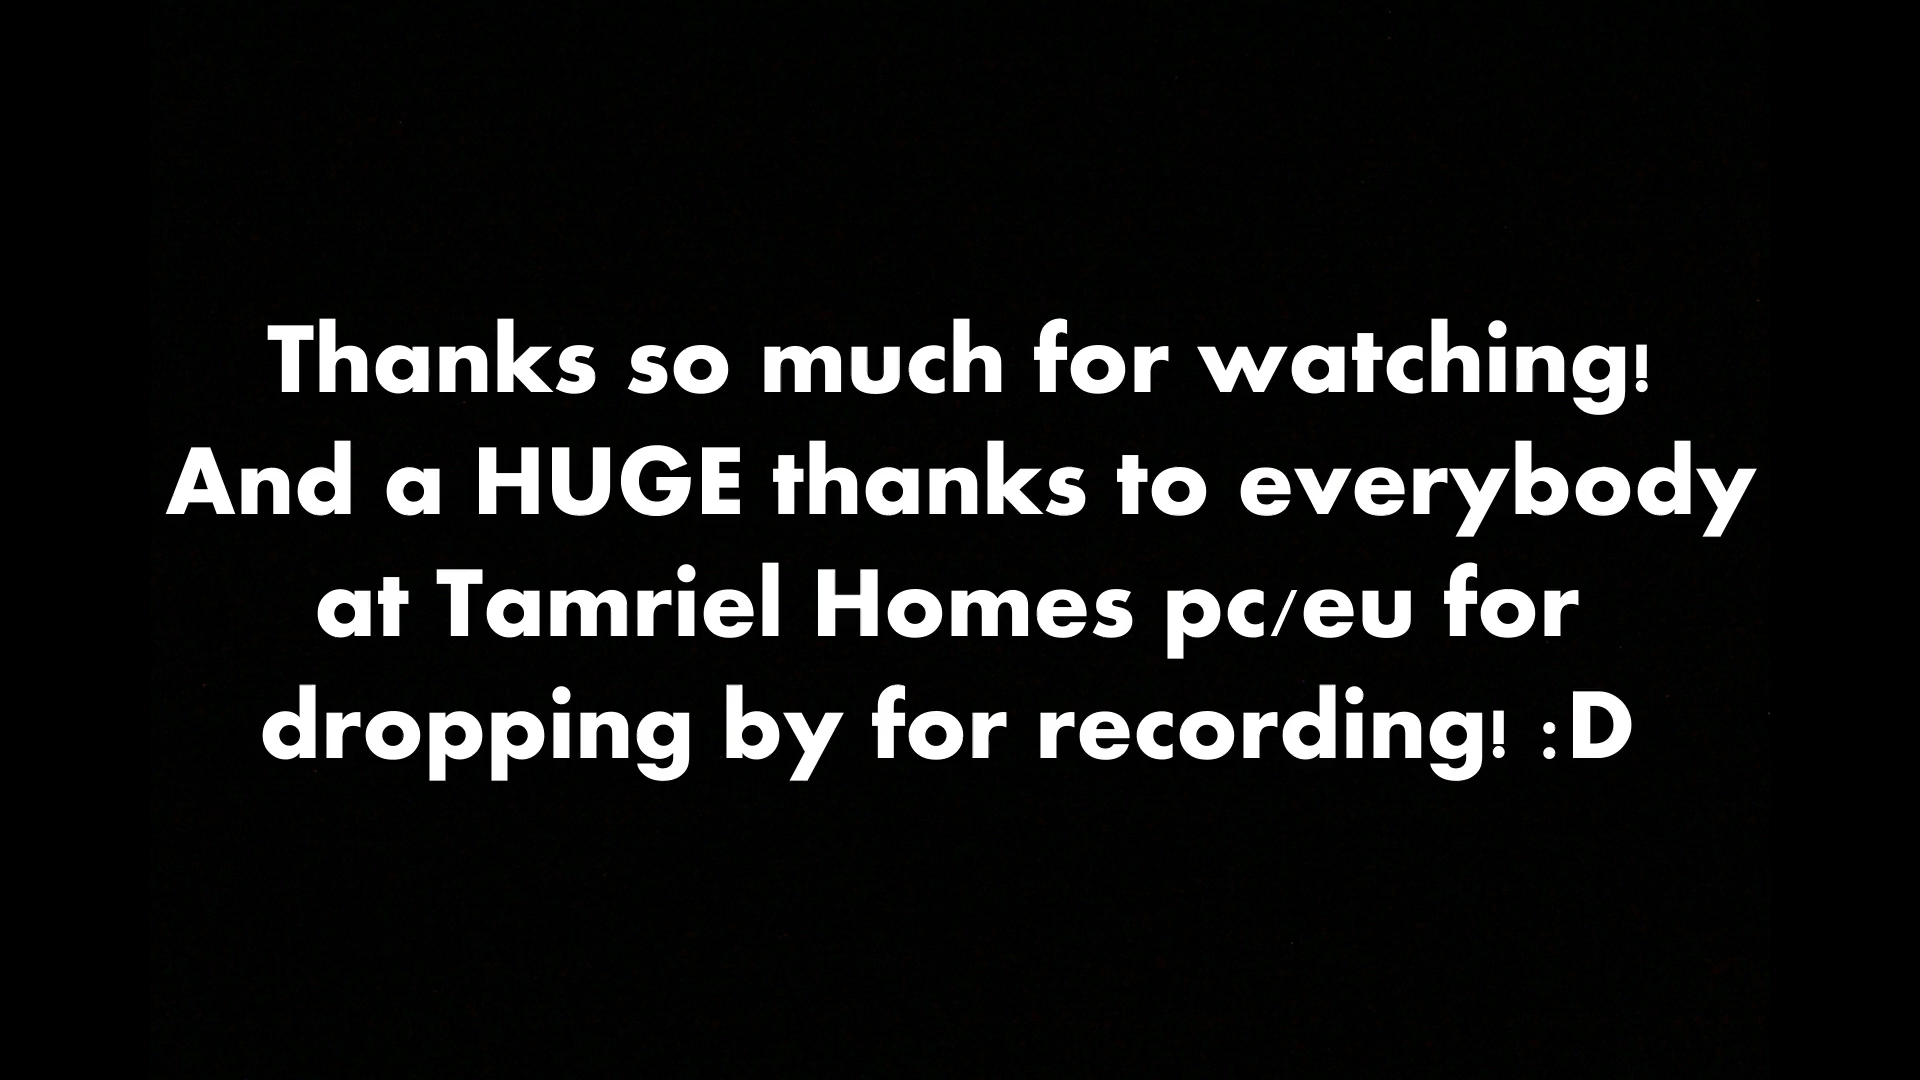 Thanks so much for watching!
And a HUGE thanks to everybody
at Tamriel Homes pc/eu for
dropping by for recording! :D